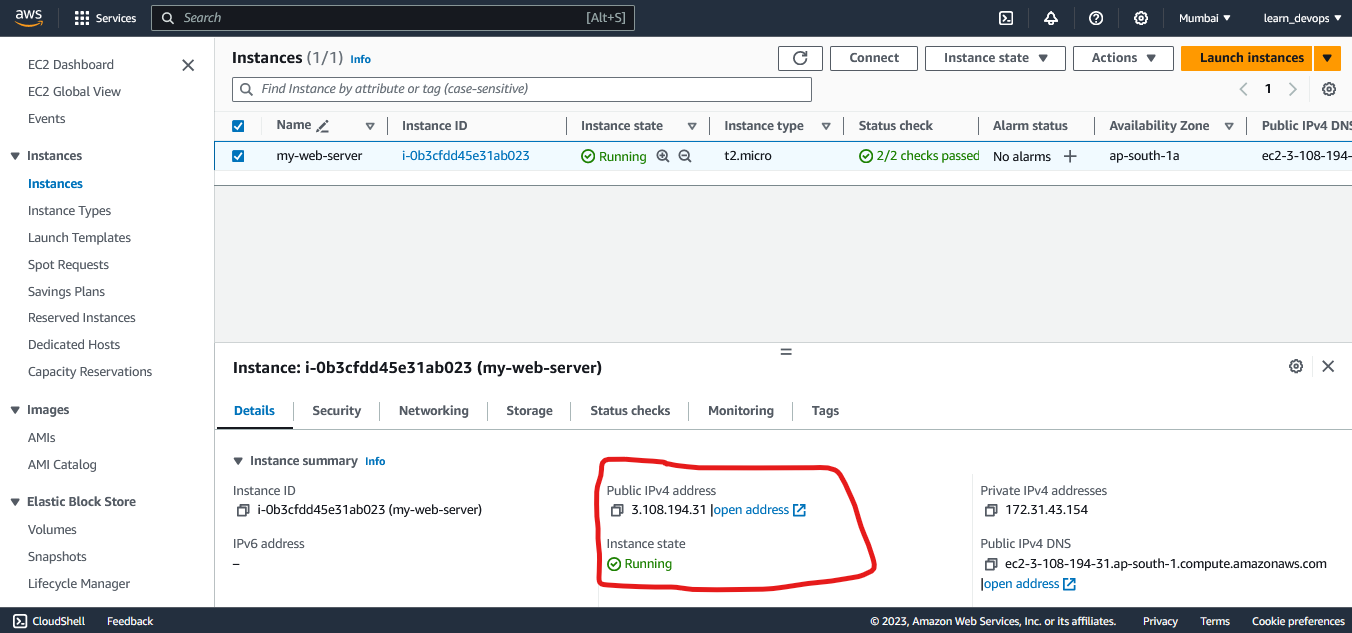 aws Services Search [Alt+S] Mumbai learn_devops
EC2 Dashboard
EC2 Global View
Events
Instances
Instances
Instance Types
Launch Templates
Spot Requests
Savings Plans
Reserved Instances
Dedicated Hosts
Capacity Reservations
Images
AMIs
AMI Catalog
Elastic Block Store
Volumes
Snapshots
Lifecycle Manager
Instances (1/1) Info Connect Instance state Actions Launch instances
Find Instance by attribute or tag (case-sensitive) 1
Name Instance ID Instance state Instance type Status check Alarm status Availability Zone Public IPv4 DNS
my-web-server i-0b3cfdd45e31ab023 Running t2.micro 2/2 checks passed No alarms + ap-south-1a ec2-3-108-194-
Instance: i-0b3cfdd45e31ab023 (my-web-server)
Details Security Networking Storage Status checks Monitoring Tags
Instance summary Info
Instance ID
i-0b3cfdd45e31ab023 (my-web-server)
IPv6 address
–
Public IPv4 address
3.108.194.31 |open address
Instance state
Running
Private IPv4 addresses
172.31.43.154
Public IPv4 DNS
ec2-3-108-194-31.ap-south-1.compute.amazonaws.com
|open address
CloudShell Feedback © 2023, Amazon Web Services, Inc. or its affiliates. Privacy Terms Cookie preferences